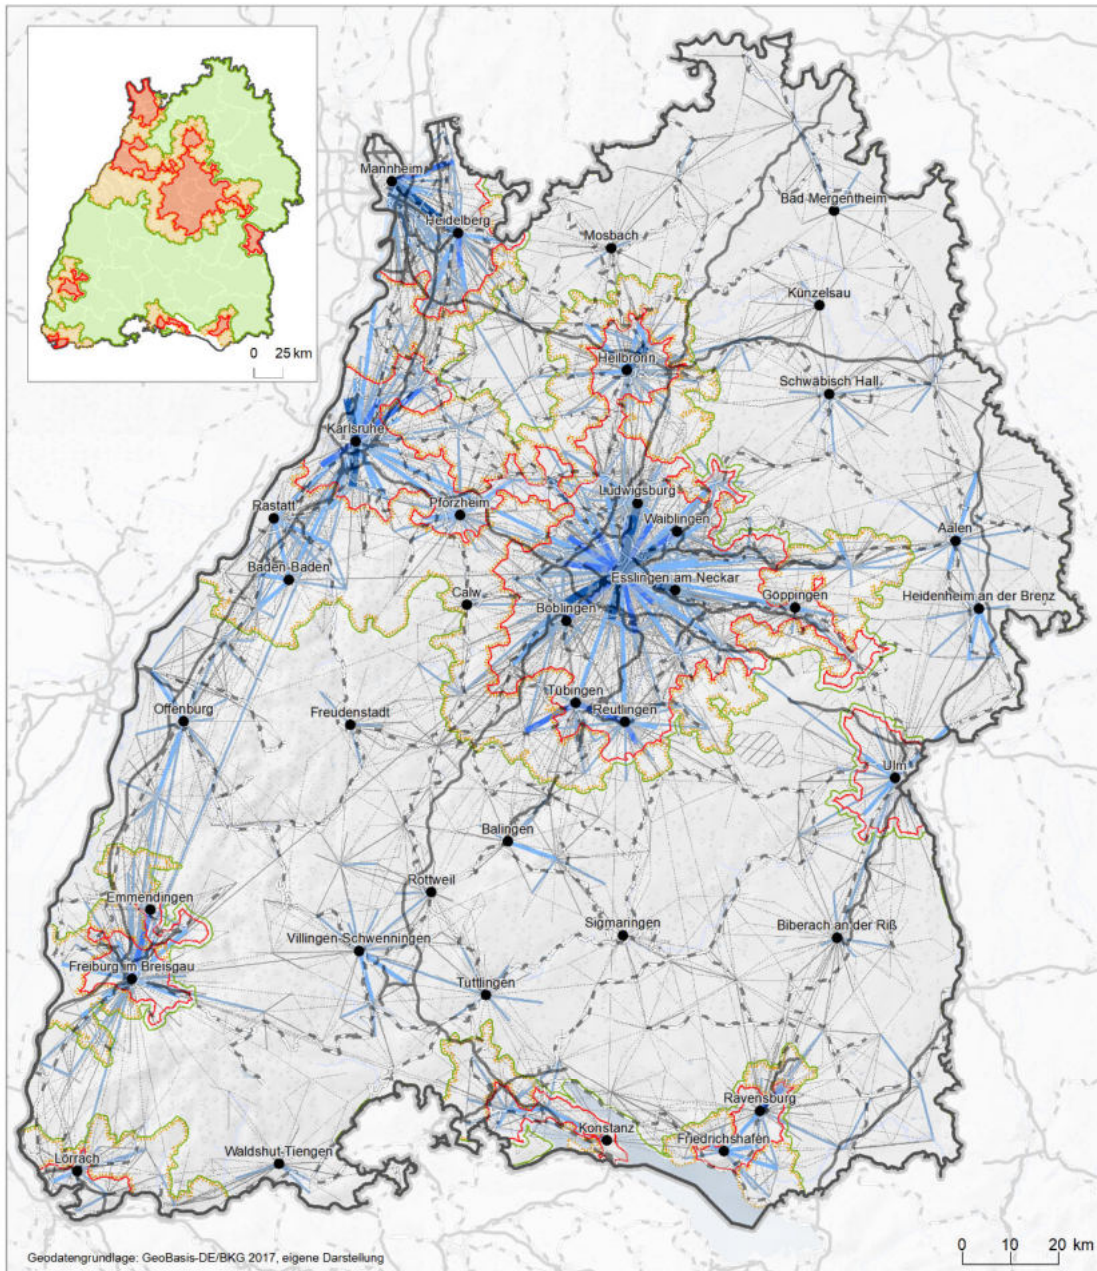 0 25 km
Mannheim
Heidelberg
Bad Mergentheim
Mosbach
Künzelsau
Heilbronn
Schwäbisch Hall
Karlsruhe
Ludwigsburg
Pforzheim
Rastatt
Waiblingen
Aalen
Baden-Baden
Esslingen am Neckar
Calw
Göppingen
Heidenheim an der Brenz
Böblingen
Tübingen
Reutlingen
Offenburg
Freudenstadt
Ulm
Balingen
Rottweil
Emmendingen
Sigmaringen
Biberach an der Riß
Villingen-Schwenningen
Freiburg im Breisgau
Tuttlingen
Ravensburg
Konstanz
Friedrichshafen
Lörrach
Waldshut-Tiengen
Geodatengrundlage: GeoBasis-DE/BKG 2017, eigene Darstellung
0 10 20 km